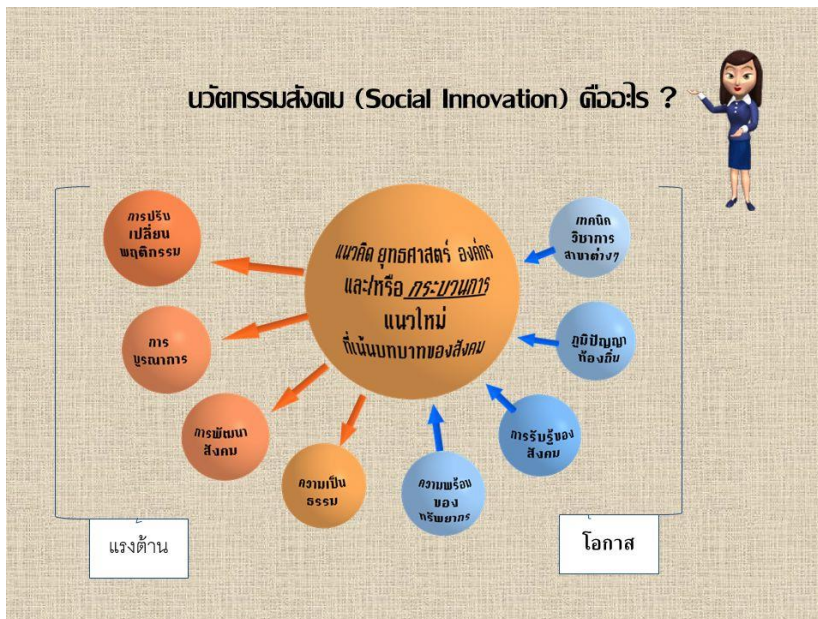 นวัตกรรมสังคม (Social Innovation) คืออะไร ?
การปรับ
เปลี่ยน
พฤติกรรม
การ
บูรณาการ
การพัฒนา
สังคม
ความเป็น
ธรรม
แนวคิด ยุทธศาสตร์ องค์กร
และ/หรือ กระบวนการ
แนวใหม่
ที่เน้นบทบาทของสังคม
เทคนิค
วิชาการ
สาขาต่างๆ
ภูมิปัญญา
ท้องถิ่น
การรับรู้ของ
สังคม
ความพร้อม
ของ
ทรัพยากร
แรงต้าน
โอกาส